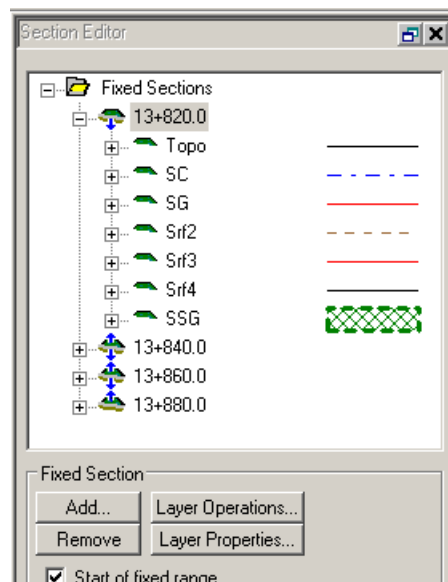 Section Editor
Fixed Sections
13+820.0
Topo
SC
SG
Srf2
Srf3
Srf4
SSG
13+840.0
13+860.0
13+880.0
Fixed Section
Add... Layer Operations...
Remove Layer Properties...
Start of fixed range